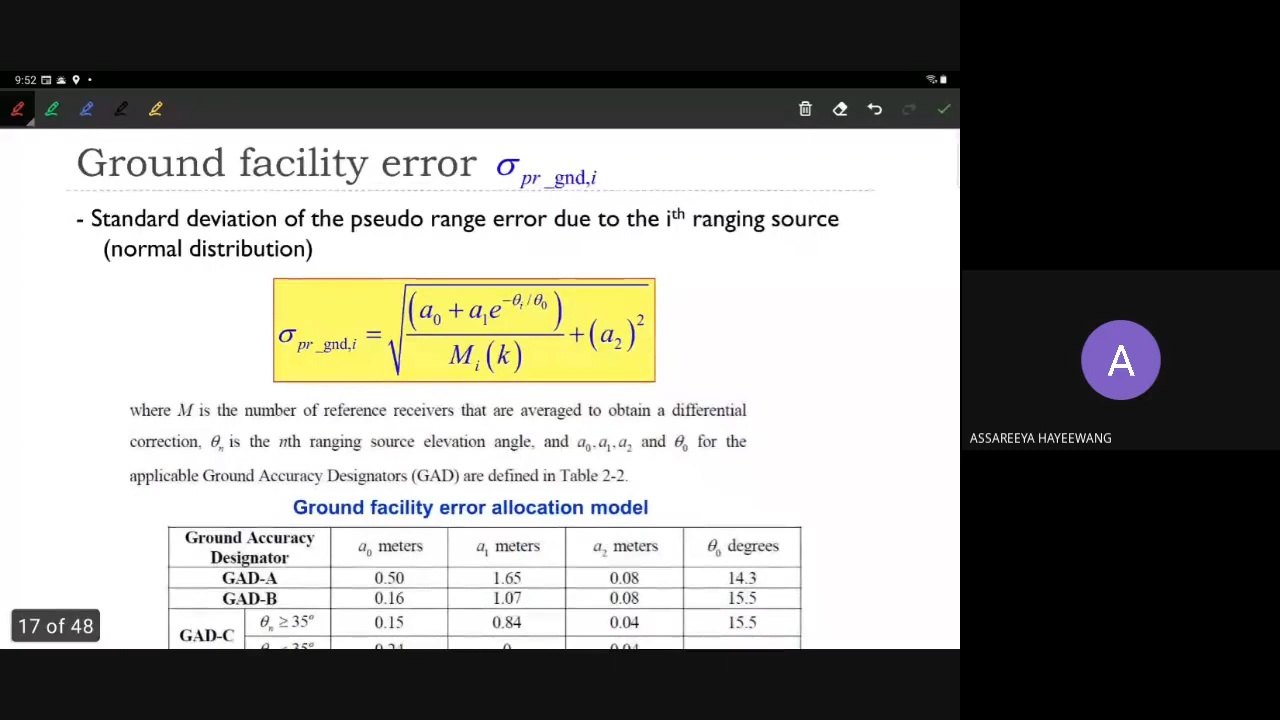 9:52
Ground facility error σ pr_gnd,i
- Standard deviation of the pseudo range error due to the iᵗʰ ranging source
(normal distribution)
σ pr_gnd,i = √((a₀ + a₁e^(−θᵢ/θ₀)) / Mᵢ(k) + (a₂)²)
where M is the number of reference receivers that are averaged to obtain a differential
correction, θₙ is the nth ranging source elevation angle, and a₀,a₁,a₂ and θ₀ for the
applicable Ground Accuracy Designators (GAD) are defined in Table 2-2.
Ground facility error allocation model
Ground Accuracy Designator a₀ meters a₁ meters a₂ meters θ₀ degrees
GAD-A 0.50 1.65 0.08 14.3
GAD-B 0.16 1.07 0.08 15.5
GAD-C θₙ ≥ 35° 0.15 0.84 0.04 15.5
17 of 48
A
ASSAREEYA HAYEEWANG